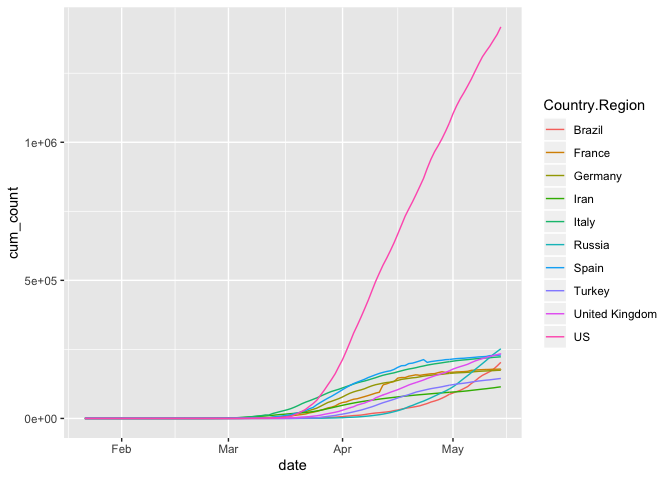 cum_count
1e+06
5e+05
0e+00
Feb
Mar
Apr
May
date
Country.Region
Brazil
France
Germany
Iran
Italy
Russia
Spain
Turkey
United Kingdom
US